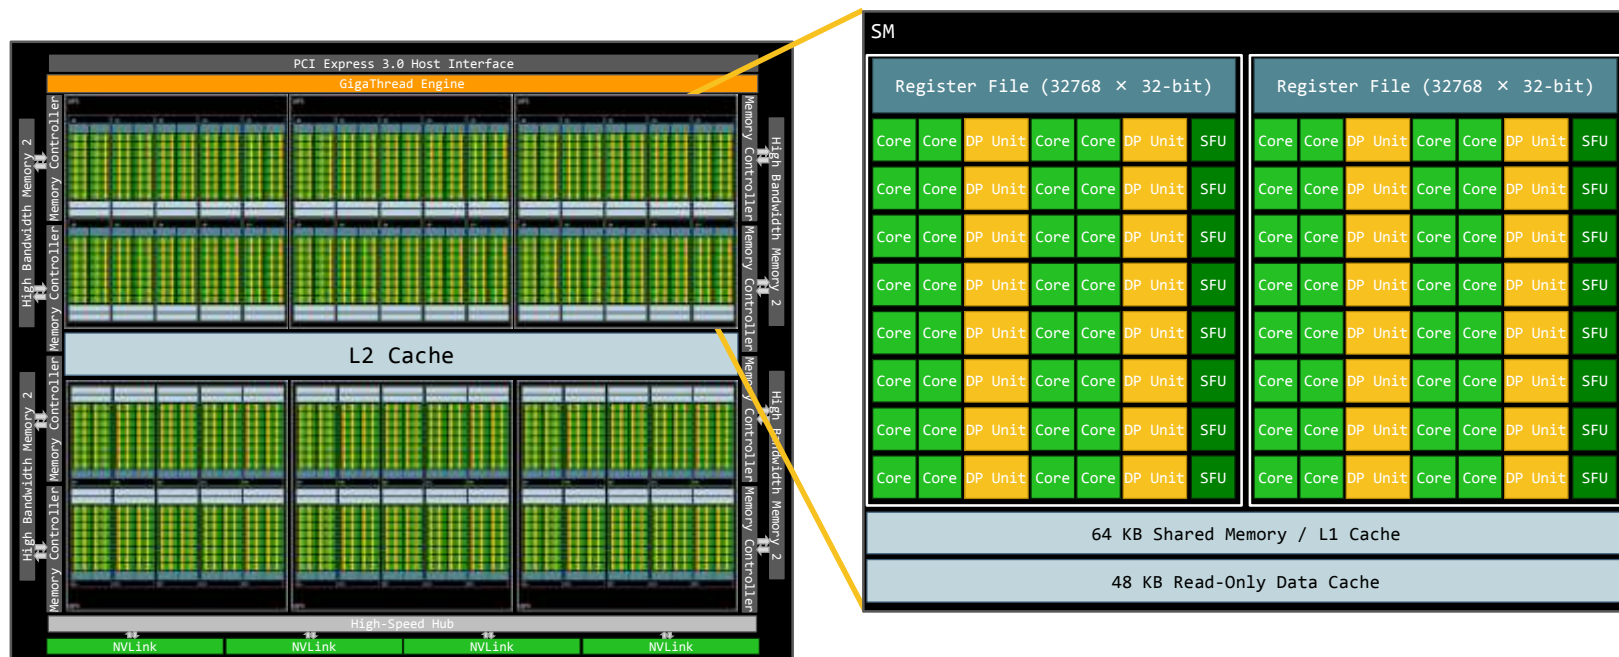 PCI Express 3.0 Host Interface
GigaThread Engine
High Bandwidth Memory 2
High Bandwidth Memory 2
Memory Controller
Memory Controller
Memory Controller
Memory Controller
L2 Cache
Memory Controller
Memory Controller
Memory Controller
Memory Controller
High Bandwidth Memory 2
High Bandwidth Memory 2
High-Speed Hub
NVLink NVLink NVLink NVLink
SM
Register File (32768 × 32-bit) Register File (32768 × 32-bit)
Core Core DP Unit Core Core DP Unit SFU Core Core DP Unit Core Core DP Unit SFU
Core Core DP Unit Core Core DP Unit SFU Core Core DP Unit Core Core DP Unit SFU
Core Core DP Unit Core Core DP Unit SFU Core Core DP Unit Core Core DP Unit SFU
Core Core DP Unit Core Core DP Unit SFU Core Core DP Unit Core Core DP Unit SFU
Core Core DP Unit Core Core DP Unit SFU Core Core DP Unit Core Core DP Unit SFU
Core Core DP Unit Core Core DP Unit SFU Core Core DP Unit Core Core DP Unit SFU
Core Core DP Unit Core Core DP Unit SFU Core Core DP Unit Core Core DP Unit SFU
Core Core DP Unit Core Core DP Unit SFU Core Core DP Unit Core Core DP Unit SFU
64 KB Shared Memory / L1 Cache
48 KB Read-Only Data Cache